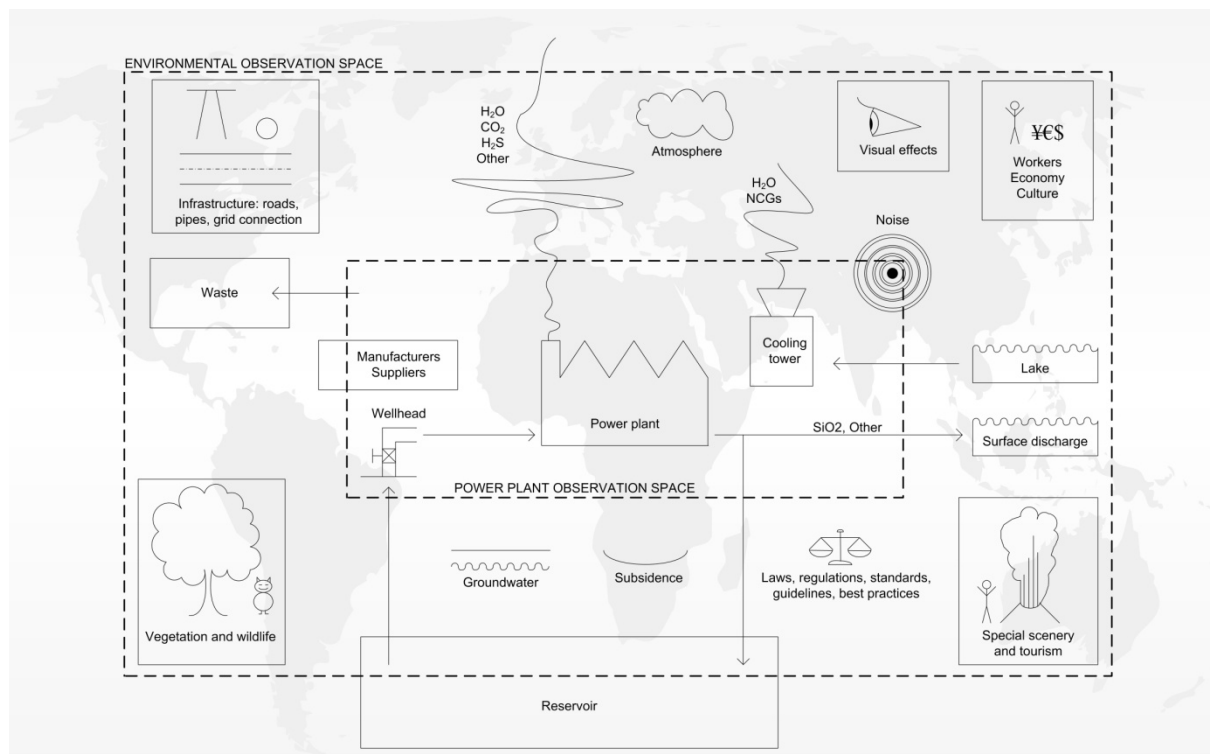 ENVIRONMENTAL OBSERVATION SPACE
Infrastructure: roads,
pipes, grid connection
H₂O
CO₂
H₂S
Other
Atmosphere
H₂O
NCGs
Visual effects
¥€$
Workers
Economy
Culture
Noise
Waste
Manufacturers
Suppliers
Cooling
tower
Lake
Wellhead
Power plant
SiO2, Other
Surface discharge
POWER PLANT OBSERVATION SPACE
Groundwater
Subsidence
Laws, regulations, standards,
guidelines, best practices
Vegetation and wildlife
Special scenery
and tourism
Reservoir